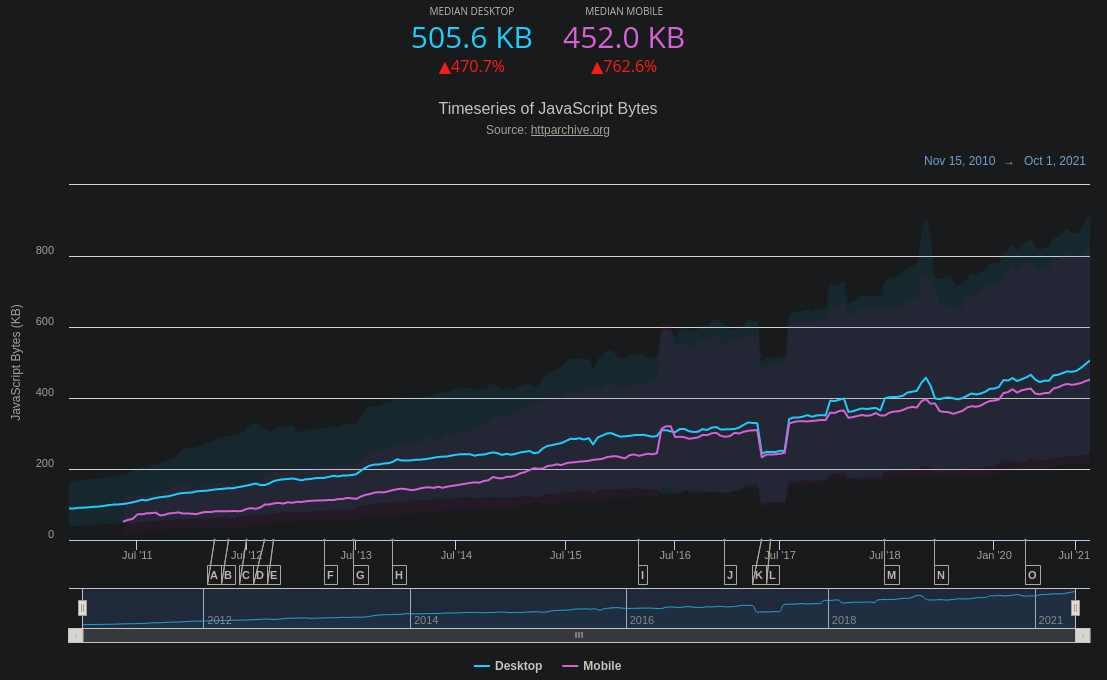 MEDIAN DESKTOP MEDIAN MOBILE
505.6 KB 452.0 KB
▲470.7% ▲762.6%
Timeseries of JavaScript Bytes
Source: httparchive.org
Nov 15, 2010 → Oct 1, 2021
JavaScript Bytes (KB)
800
600
400
200
0
Jul '11 Jul '12 Jul '13 Jul '14 Jul '15 Jul '16 Jul '17 Jul '18 Jan '20 Jul '21
A B C D E F G H I J K L M N O
2012 2014 2016 2018 2021
Desktop Mobile